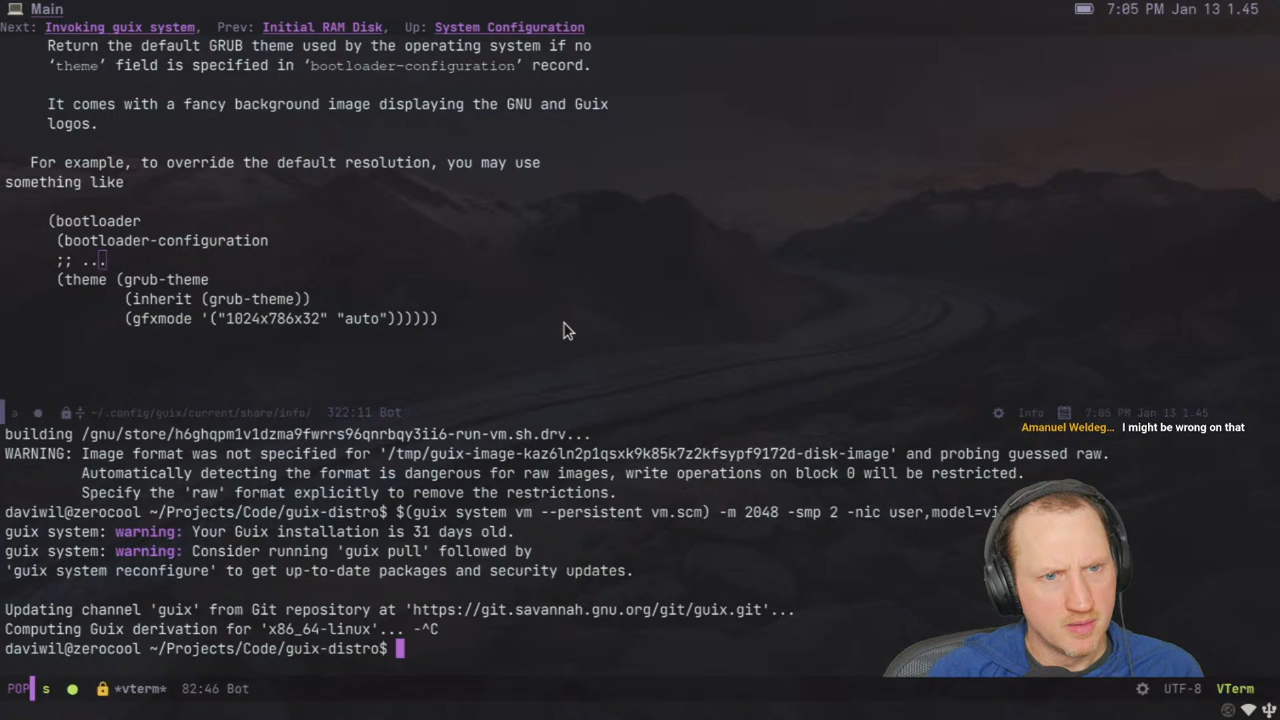 Main
7:05 PM Jan 13 1.45
Next: Invoking guix system, Prev: Initial RAM Disk, Up: System Configuration
Return the default GRUB theme used by the operating system if no
‘theme’ field is specified in ‘bootloader-configuration’ record.
It comes with a fancy background image displaying the GNU and Guix
logos.
For example, to override the default resolution, you may use
something like
(bootloader
(bootloader-configuration
;; ...
(theme (grub-theme
(inherit (grub-theme))
(gfxmode '("1024x786x32" "auto"))))))
a ~/.config/guix/current/share/info/ 322:11 Bot Info 7:05 PM Jan 13 1.45
Amanuel Weldeg… I might be wrong on that
building /gnu/store/h6ghqpm1v1dzma9fwrrs96qnrbqy3ii6-run-vm.sh.drv...
WARNING: Image format was not specified for '/tmp/guix-image-kaz6ln2p1qsxk9k85k7z2kfsypf9172d-disk-image' and probing guessed raw.
Automatically detecting the format is dangerous for raw images, write operations on block 0 will be restricted.
Specify the 'raw' format explicitly to remove the restrictions.
daviwil@zerocool ~/Projects/Code/guix-distro$ $(guix system vm --persistent vm.scm) -m 2048 -smp 2 -nic user,model=vi
guix system: warning: Your Guix installation is 31 days old.
guix system: warning: Consider running 'guix pull' followed by
'guix system reconfigure' to get up-to-date packages and security updates.
Updating channel 'guix' from Git repository at 'https://git.savannah.gnu.org/git/guix.git'...
Computing Guix derivation for 'x86_64-linux'... -^C
daviwil@zerocool ~/Projects/Code/guix-distro$
POP s *vterm* 82:46 Bot UTF-8 VTerm